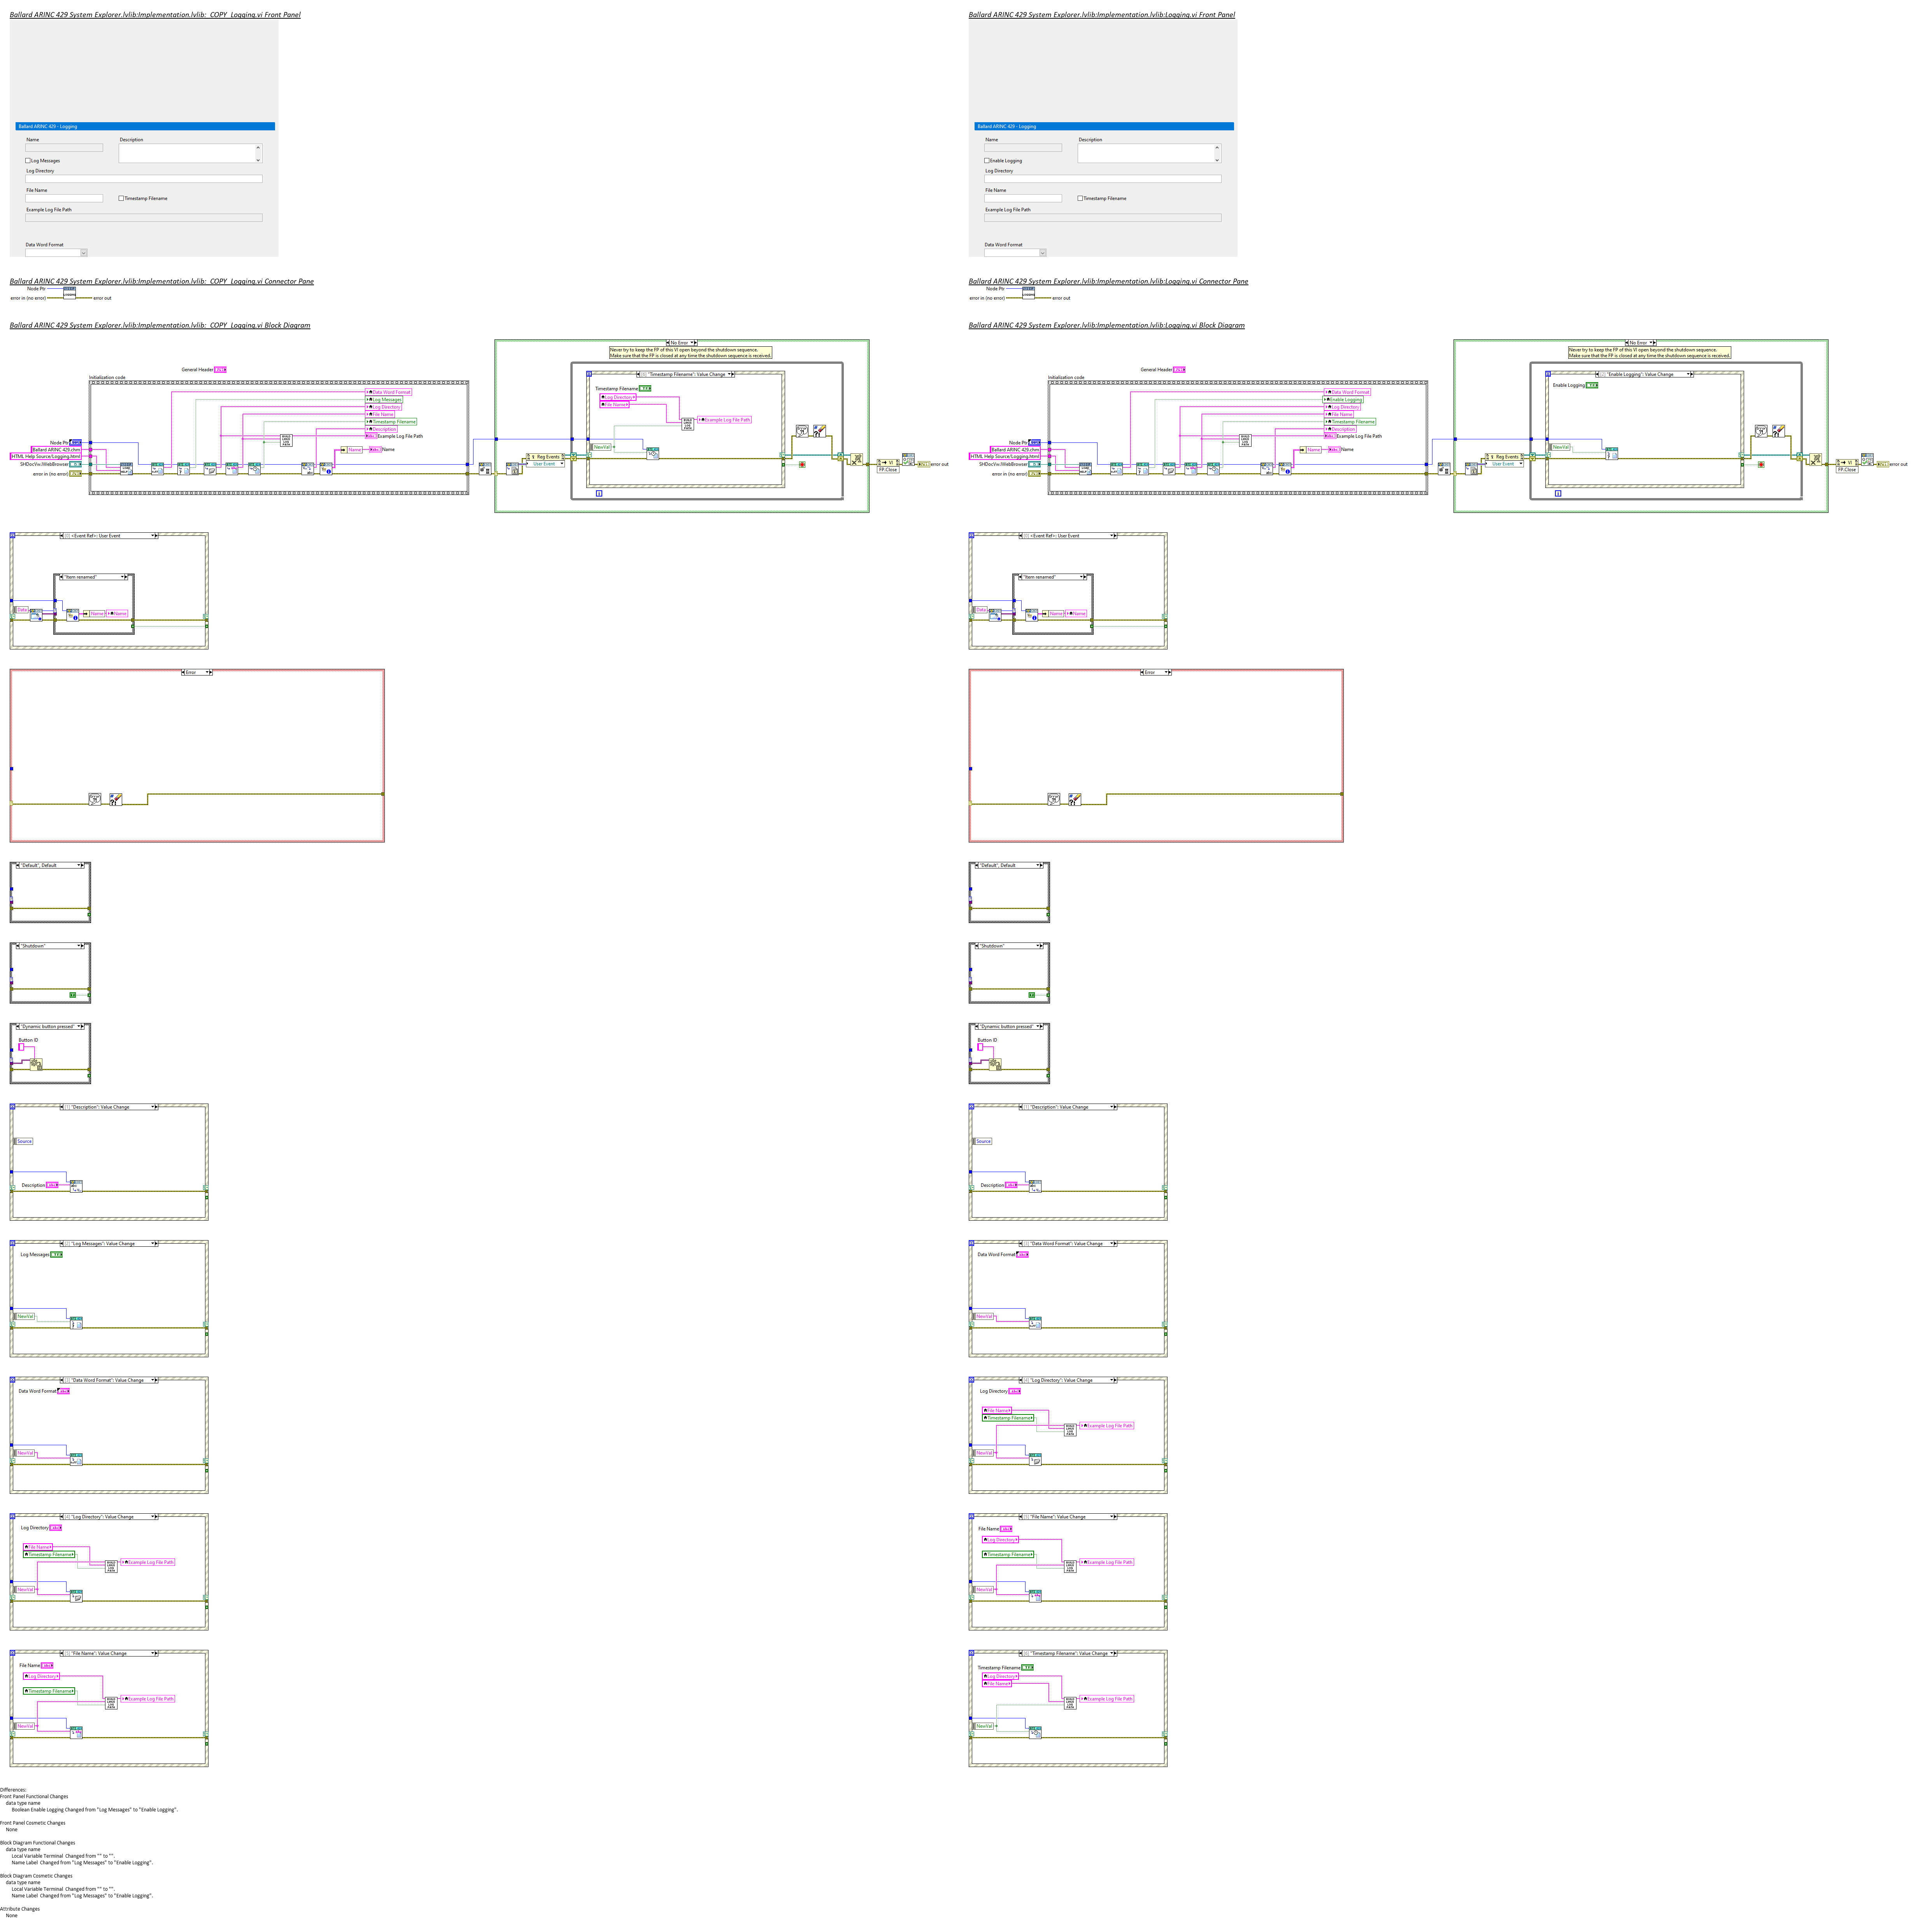 Ballard ARINC 429 System Explorer.lvlib:Implementation.lvlib:_COPY_Logging.vi Front Panel
Ballard ARINC 429 - Logging
Name
Description
Log Messages
Log Directory
File Name
Timestamp Filename
Example Log File Path
Data Word Format
Ballard ARINC 429 System Explorer.lvlib:Implementation.lvlib:_COPY_Logging.vi Connector Pane
Node Ptr
error in (no error)
error out
Ballard ARINC 429 System Explorer.lvlib:Implementation.lvlib:_COPY_Logging.vi Block Diagram
No Error
Never try to keep the FP of this VI open beyond the shutdown sequence.
Make sure that the FP is closed at any time the shutdown sequence is received.
General Header
Initialization code
"Timestamp Filename": Value Change
Timestamp Filename
Log Directory
File Name
Example Log File Path
NewVal
Data Word Format
Log Messages
Log Directory
File Name
Timestamp Filename
Description
Example Log File Path
Name
Name
Node Ptr
Ballard ARINC 429.chm
HTML Help Source/Logging.html
SHDocVw.IWebBrowser
error in (no error)
Reg Events
User Event
VI
FP.Close
error out
[0] <Event Ref>: User Event
"Item renamed"
Data
Name
Name
Error
"Default", Default
"Shutdown"
"Dynamic button pressed"
Button ID
[1] "Description": Value Change
Source
Description
[2] "Log Messages": Value Change
Log Messages
NewVal
[3] "Data Word Format": Value Change
Data Word Format
NewVal
[4] "Log Directory": Value Change
Log Directory
File Name
Timestamp Filename
Example Log File Path
NewVal
[5] "File Name": Value Change
File Name
Log Directory
Timestamp Filename
Example Log File Path
NewVal
Ballard ARINC 429 System Explorer.lvlib:Implementation.lvlib:Logging.vi Front Panel
Ballard ARINC 429 - Logging
Name
Description
Enable Logging
Log Directory
File Name
Timestamp Filename
Example Log File Path
Data Word Format
Ballard ARINC 429 System Explorer.lvlib:Implementation.lvlib:Logging.vi Connector Pane
Node Ptr
error in (no error)
error out
Ballard ARINC 429 System Explorer.lvlib:Implementation.lvlib:Logging.vi Block Diagram
No Error
Never try to keep the FP of this VI open beyond the shutdown sequence.
Make sure that the FP is closed at any time the shutdown sequence is received.
General Header
Initialization code
[2] "Enable Logging": Value Change
Enable Logging
NewVal
Data Word Format
Enable Logging
Log Directory
File Name
Timestamp Filename
Description
Example Log File Path
Name
Name
Node Ptr
Ballard ARINC 429.chm
HTML Help Source/Logging.html
SHDocVw.IWebBrowser
error in (no error)
Reg Events
User Event
VI
FP.Close
error out
[0] <Event Ref>: User Event
"Item renamed"
Data
Name
Name
Error
"Default", Default
"Shutdown"
"Dynamic button pressed"
Button ID
[1] "Description": Value Change
Source
Description
[3] "Data Word Format": Value Change
Data Word Format
NewVal
[4] "Log Directory": Value Change
Log Directory
File Name
Timestamp Filename
Example Log File Path
NewVal
[5] "File Name": Value Change
File Name
Log Directory
Timestamp Filename
Example Log File Path
NewVal
[6] "Timestamp Filename": Value Change
Timestamp Filename
Log Directory
File Name
Example Log File Path
NewVal
Differences:
Front Panel Functional Changes
data type name
Boolean Enable Logging Changed from "Log Messages" to "Enable Logging".
Front Panel Cosmetic Changes
None
Block Diagram Functional Changes
data type name
Local Variable Terminal Changed from "" to "".
Name Label Changed from "Log Messages" to "Enable Logging".
Block Diagram Cosmetic Changes
data type name
Local Variable Terminal Changed from "" to "".
Name Label Changed from "Log Messages" to "Enable Logging".
Attribute Changes
None